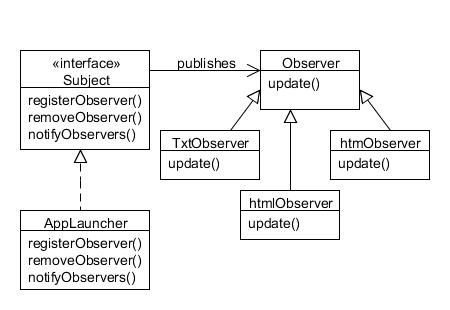 «interface»
Subject
registerObserver()
removeObserver()
notifyObservers()
publishes
Observer
update()
TxtObserver
update()
htmObserver
update()
htmlObserver
update()
AppLauncher
registerObserver()
removeObserver()
notifyObservers()